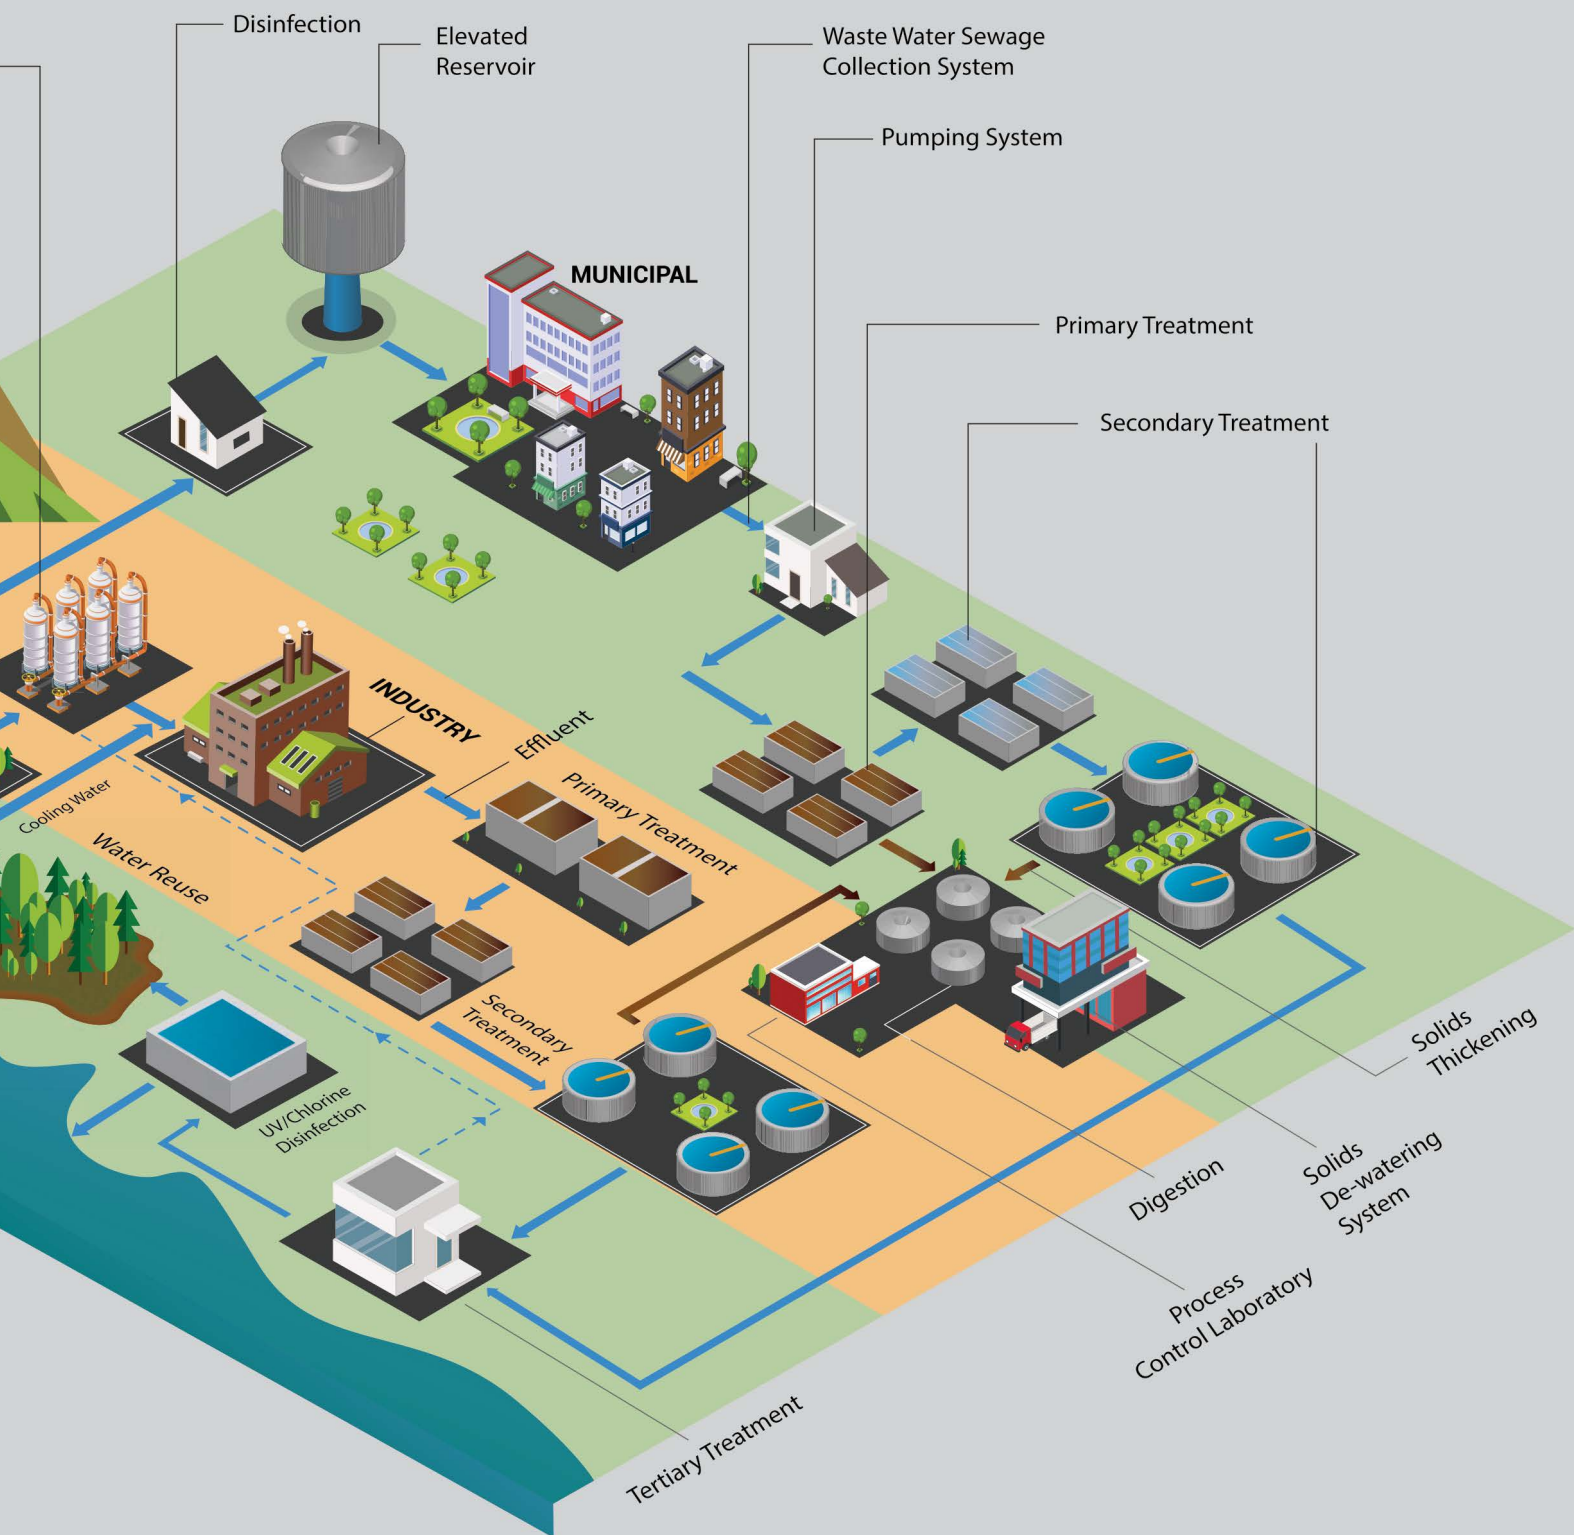 Disinfection
Elevated
Reservoir
Waste Water Sewage
Collection System
Pumping System
MUNICIPAL
Primary Treatment
Secondary Treatment
INDUSTRY
Effluent
Primary Treatment
Cooling Water
Water Reuse
Secondary
Treatment
UV/Chlorine
Disinfection
Solids
Thickening
Solids
De-watering
System
Digestion
Process
Control Laboratory
Tertiary Treatment